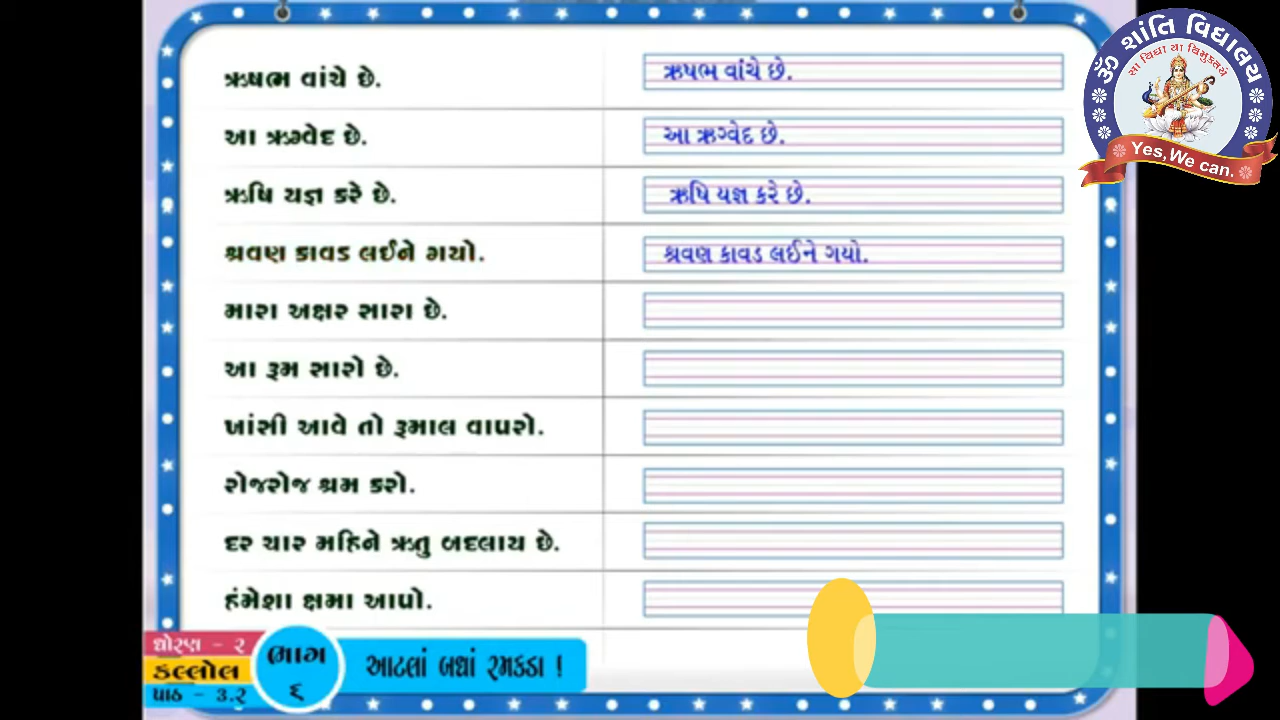 ઋષભ વાંચે છે.
ઋષભ વાંચે છે.
આ ઋગ્વેદ છે.
આ ઋગ્વેદ છે.
ઋષિ યજ્ઞ કરે છે.
ઋષિ યજ્ઞ કરે છે.
શ્રવણ કાવડ લઈને ગયો.
શ્રવણ કાવડ લઈને ગયો.
મારા અક્ષર સારા છે.
આ રૂમ સારો છે.
ખાંસી આવે તો રૂમાલ વાપરો.
રોજરોજ શ્રમ કરો.
દર ચાર મહિને ઋતુ બદલાય છે.
હંમેશા ક્ષમા આપો.
ધોરણ - ૨
કલ્લોલ
પાઠ - ૩.૨
ભાગ
૬
આટલાં બધાં રમકડા !
ૐ શાંતિ વિદ્યાલય
સા વિદ્યા યા વિમુક્તયે
Yes,We can.